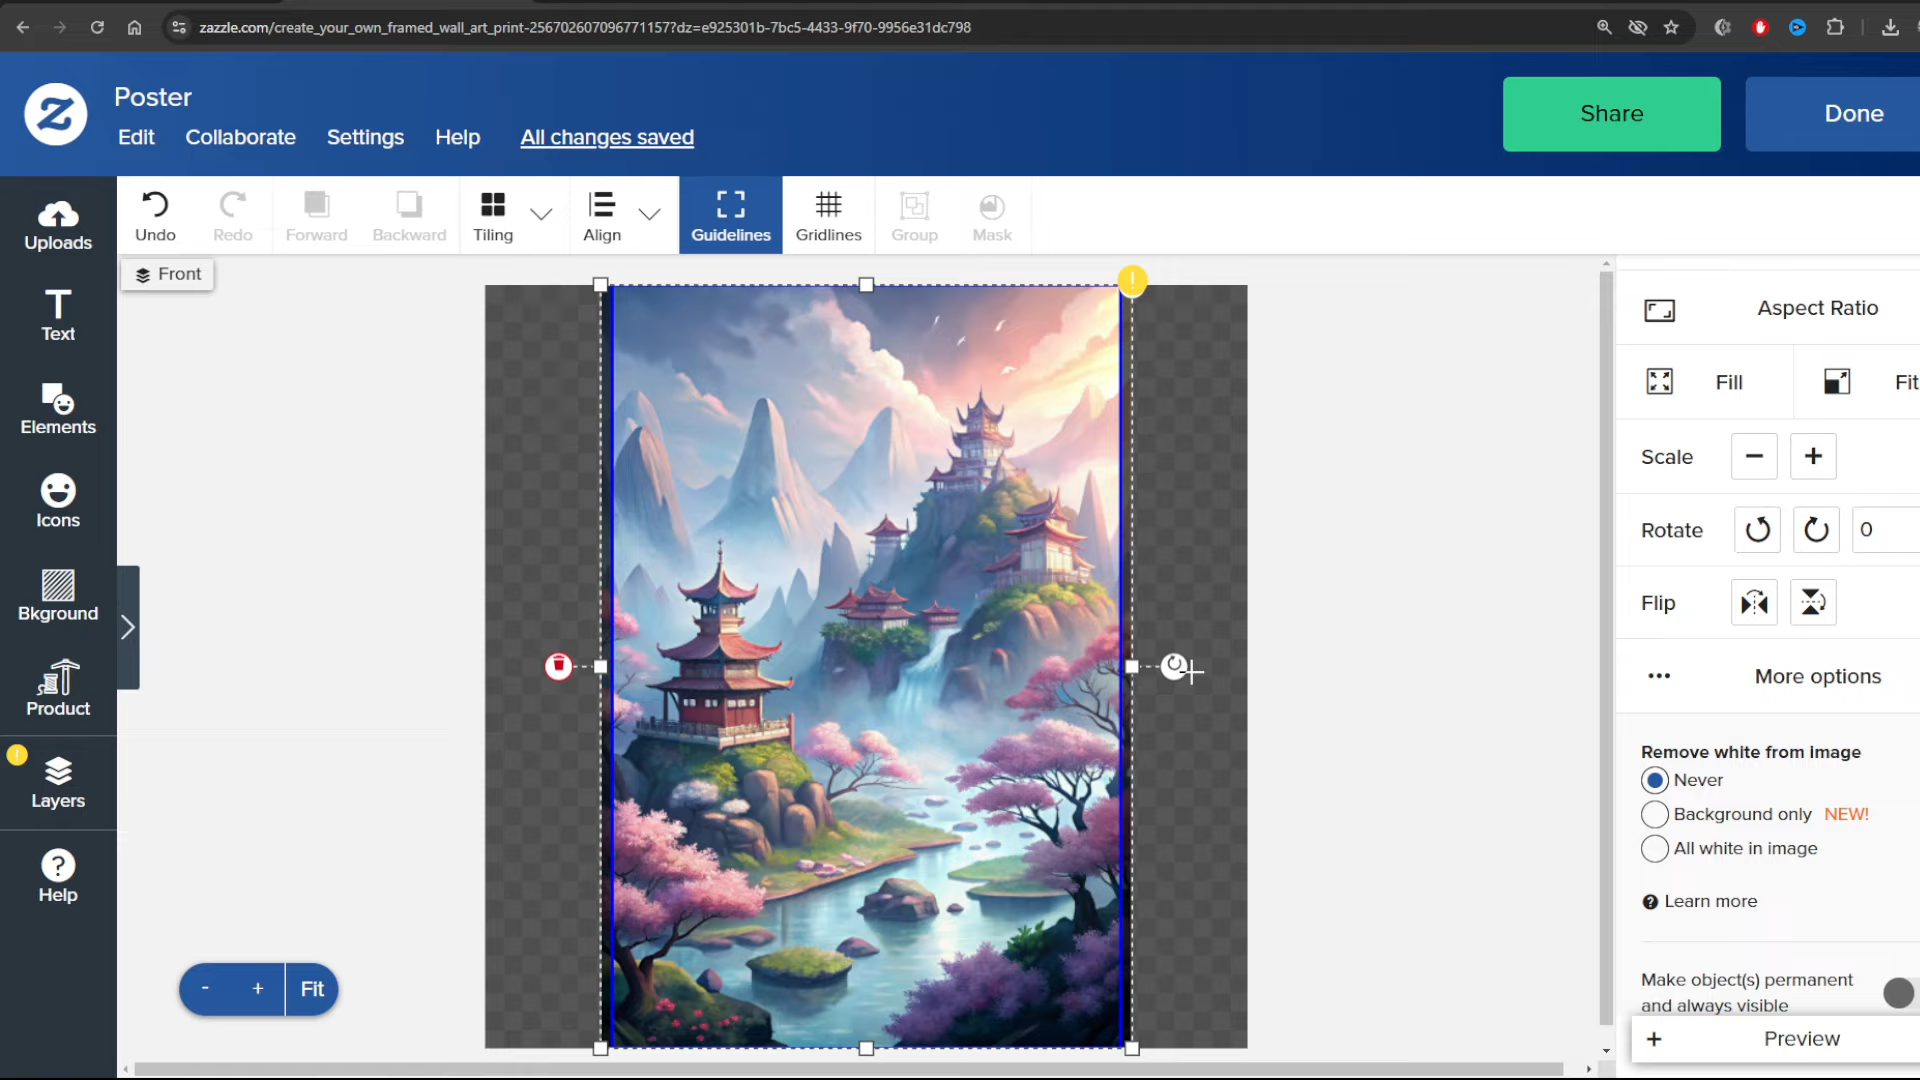 zazzle.com/create_your_own_framed_wall_art_print-256702607096771157?dz=e925301b-7bc5-4433-9f70-9956e31dc798
Z
Poster
Edit Collaborate Settings Help All changes saved
Share
Done
Undo Redo Forward Backward Tiling Align Guidelines Gridlines Group Mask
Uploads
Text
Elements
Icons
Bkground
Product
Layers
Help
Front
Aspect Ratio
Fill Fit
Scale - +
Rotate 0
Flip
More options
Remove white from image
Never
Background only NEW!
All white in image
Learn more
Make object(s) permanent
and always visible
+ Preview
- + Fit